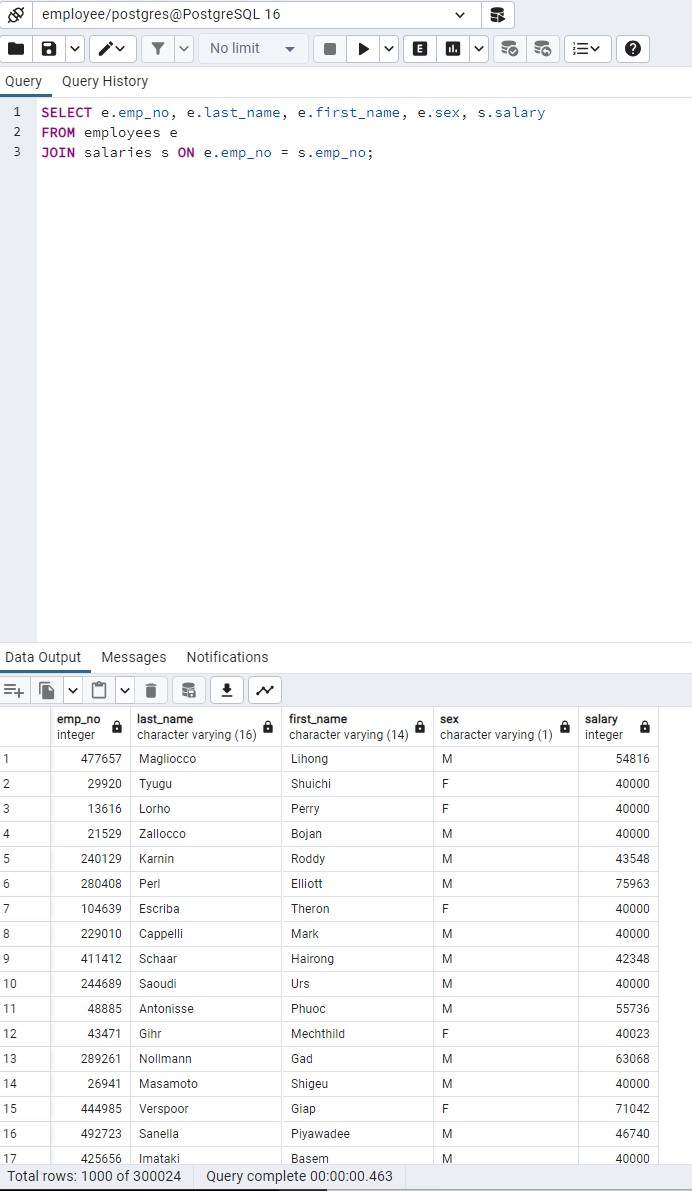 employee/postgres@PostgreSQL 16
No limit
E
Query Query History
1 SELECT e.emp_no, e.last_name, e.first_name, e.sex, s.salary
2 FROM employees e
3 JOIN salaries s ON e.emp_no = s.emp_no;
Data Output Messages Notifications
emp_no last_name first_name sex salary
integer character varying (16) character varying (14) character varying (1) integer
1 477657 Magliocco Lihong M 54816
2 29920 Tyugu Shuichi F 40000
3 13616 Lorho Perry F 40000
4 21529 Zallocco Bojan M 40000
5 240129 Karnin Roddy M 43548
6 280408 Perl Elliott M 75963
7 104639 Escriba Theron F 40000
8 229010 Cappelli Mark M 40000
9 411412 Schaar Hairong M 42348
10 244689 Saoudi Urs M 40000
11 48885 Antonisse Phuoc M 55736
12 43471 Gihr Mechthild F 40023
13 289261 Nollmann Gad M 63068
14 26941 Masamoto Shigeu M 40000
15 444985 Verspoor Giap F 71042
16 492723 Sanella Piyawadee M 46740
17 425656 Imataki Basem M 40000
Total rows: 1000 of 300024 Query complete 00:00:00.463